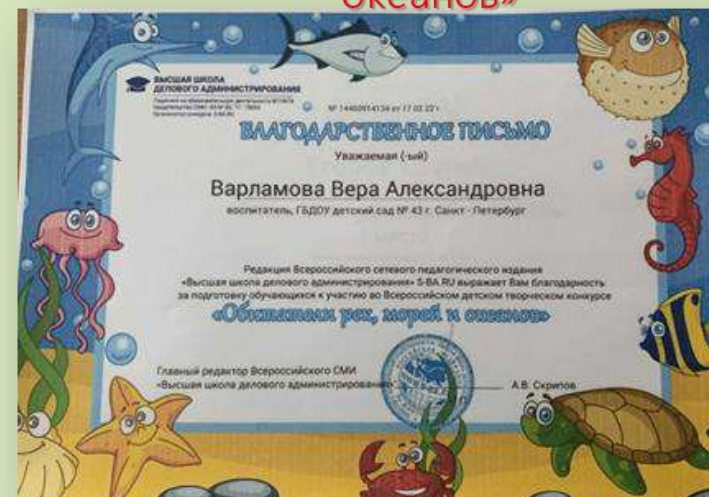 океанов»
ВЫСШАЯ ШКОЛА
ДЕЛОВОГО АДМИНИСТРИРОВАНИЯ
БЛАГОДАРСТВЕННОЕ ПИСЬМО
Уважаемая (-ый)
Варламова Вера Александровна
воспитатель, ГБДОУ детский сад № 43 г. Санкт - Петербург
Редакция Всероссийского сетевого педагогического издания
«Высшая школа делового администрирования» S-BA.RU выражает Вам благодарность
за подготовку обучающихся к участию во Всероссийском детском творческом конкурсе
«Обитатели рек, морей и океанов»
Главный редактор Всероссийского СМИ
«Высшая школа делового администрирования»
А.В. Скрипов